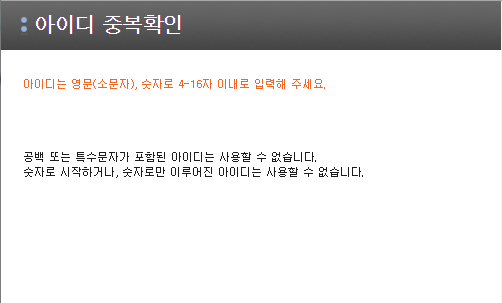 아이디 중복확인
아이디는 영문(소문자), 숫자로 4-16자 이내로 입력해 주세요.
공백 또는 특수문자가 포함된 아이디는 사용할 수 없습니다.
숫자로 시작하거나, 숫자로만 이루어진 아이디는 사용할 수 없습니다.